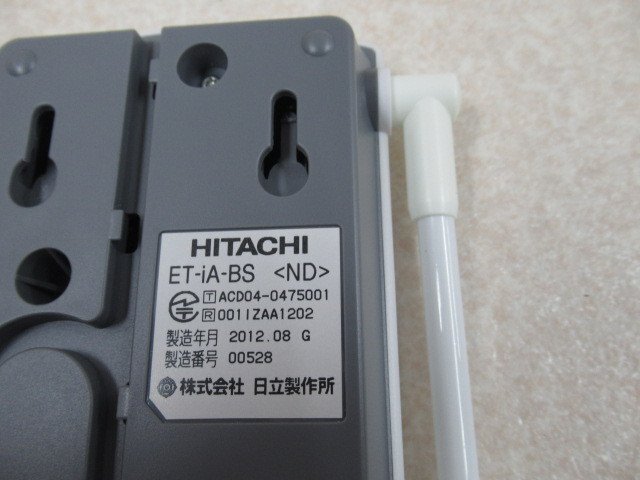 HITACHI
ET-iA-BS <ND>
T ACD04-0475001
R 001IZAA1202
製造年月 2012.08 G
製造番号 00528
株式会社 日立製作所